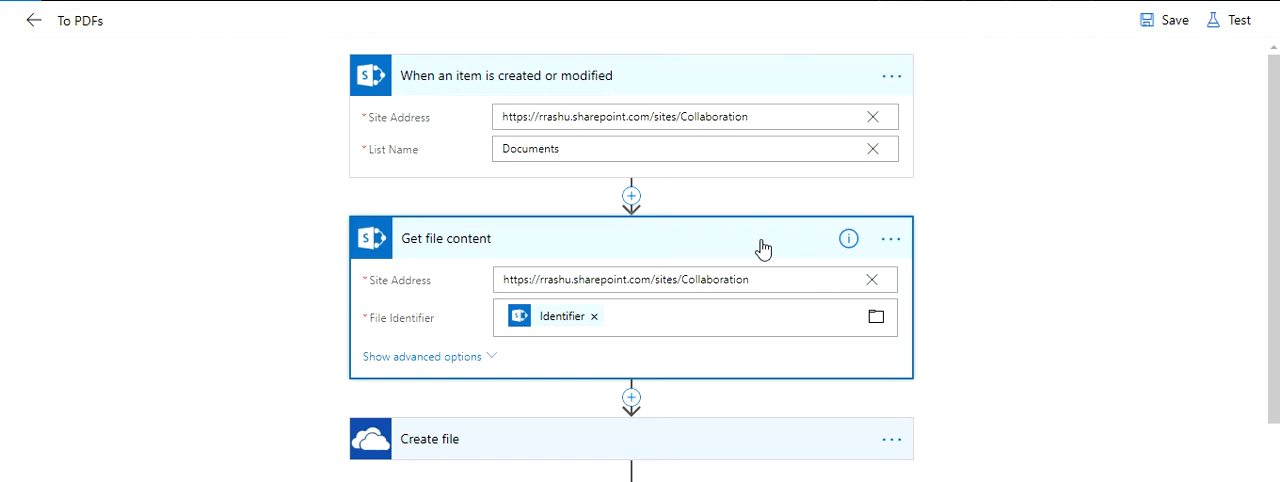 To PDFs
Save
Test
When an item is created or modified
* Site Address
https://rrashu.sharepoint.com/sites/Collaboration
* List Name
Documents
Get file content
* Site Address
https://rrashu.sharepoint.com/sites/Collaboration
* File Identifier
Identifier
Show advanced options
Create file